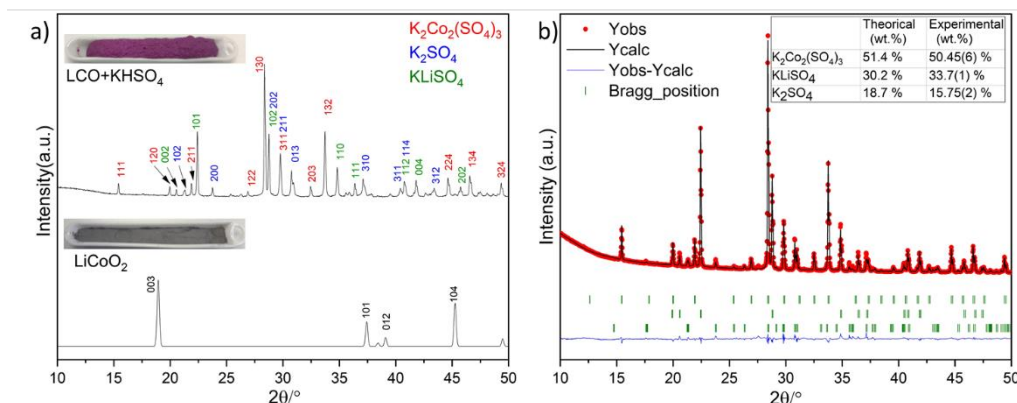 a)
LCO+KHSO₄
K₂Co₂(SO₄)₃
K₂SO₄
KLiSO₄
LiCoO₂
111
120
002
102
211
101
200
122
130
102 202
311 211
013
203
132
110
111
310
311
112 114
004
312
224
202
134
324
003
101
012
104
Intensity(a.u.)
10 15 20 25 30 35 40 45 50
2θ/°
b)
Yobs
Ycalc
Yobs-Ycalc
Bragg_position
Theorical (wt.%) Experimental (wt.%)
K₂Co₂(SO₄)₃ 51.4 % 50.45(6) %
KLiSO₄ 30.2 % 33.7(1) %
K₂SO₄ 18.7 % 15.75(2) %
Intensity (a.u.)
10 15 20 25 30 35 40 45 50
2θ/°